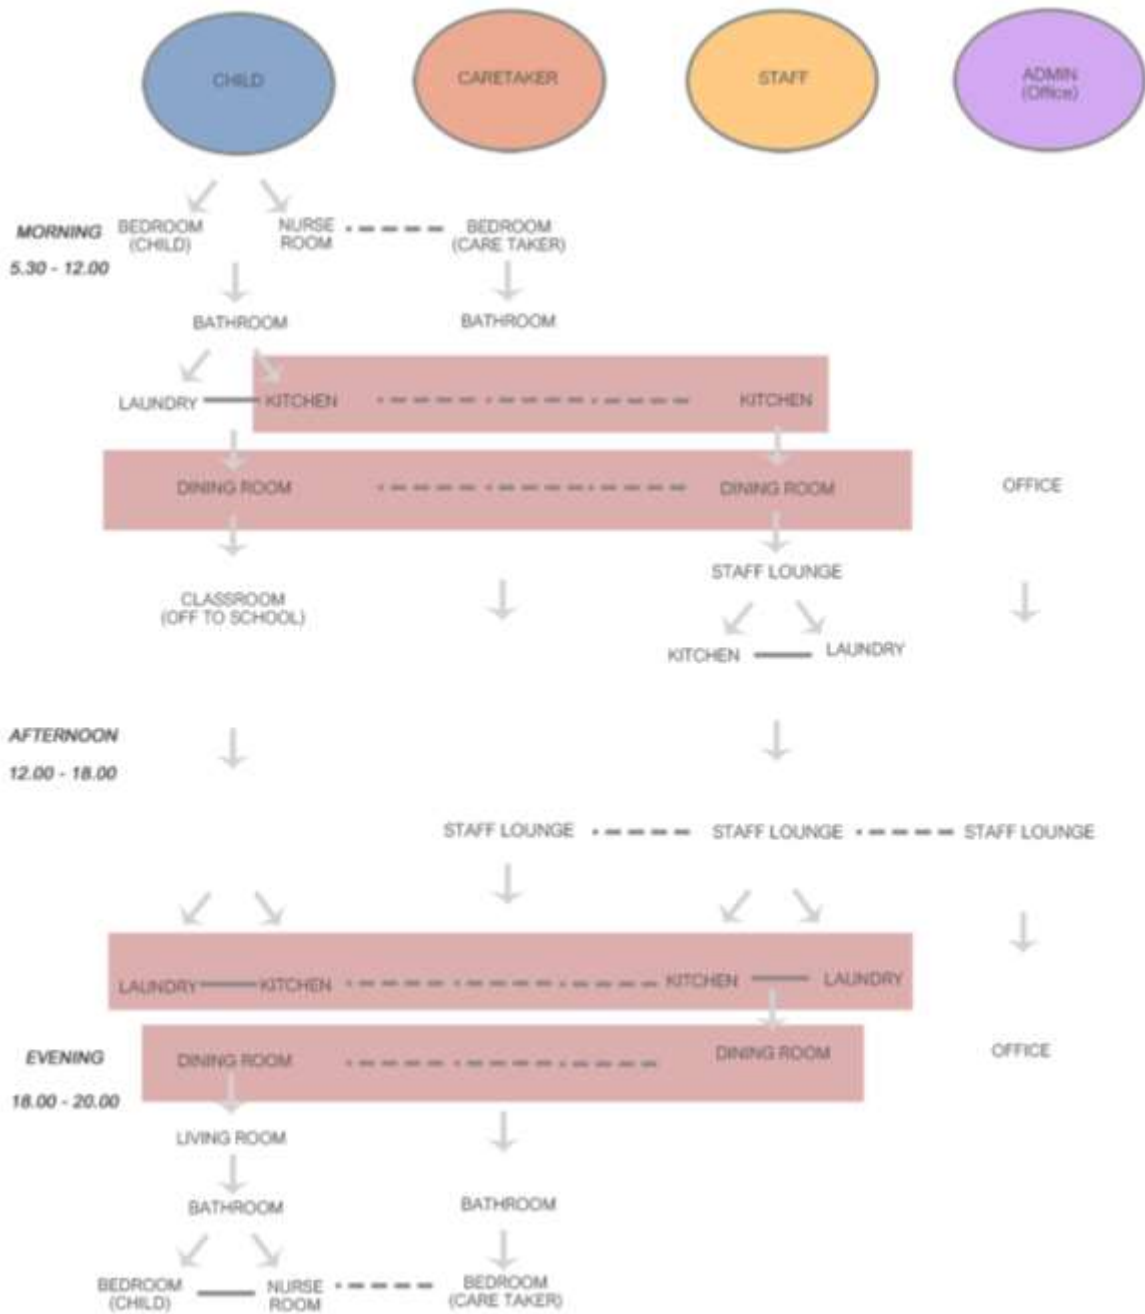 CHILD
CARETAKER
STAFF
ADMIN
(Office)
MORNING
5.30 - 12.00
BEDROOM
(CHILD)
NURSE
ROOM
BEDROOM
(CARE TAKER)
BATHROOM
BATHROOM
LAUNDRY
KITCHEN
KITCHEN
DINING ROOM
DINING ROOM
OFFICE
STAFF LOUNGE
CLASSROOM
(OFF TO SCHOOL)
KITCHEN
LAUNDRY
AFTERNOON
12.00 - 18.00
STAFF LOUNGE
STAFF LOUNGE
STAFF LOUNGE
LAUNDRY
KITCHEN
KITCHEN
LAUNDRY
EVENING
18.00 - 20.00
DINING ROOM
DINING ROOM
OFFICE
LIVING ROOM
BATHROOM
BATHROOM
BEDROOM
(CHILD)
NURSE
ROOM
BEDROOM
(CARE TAKER)